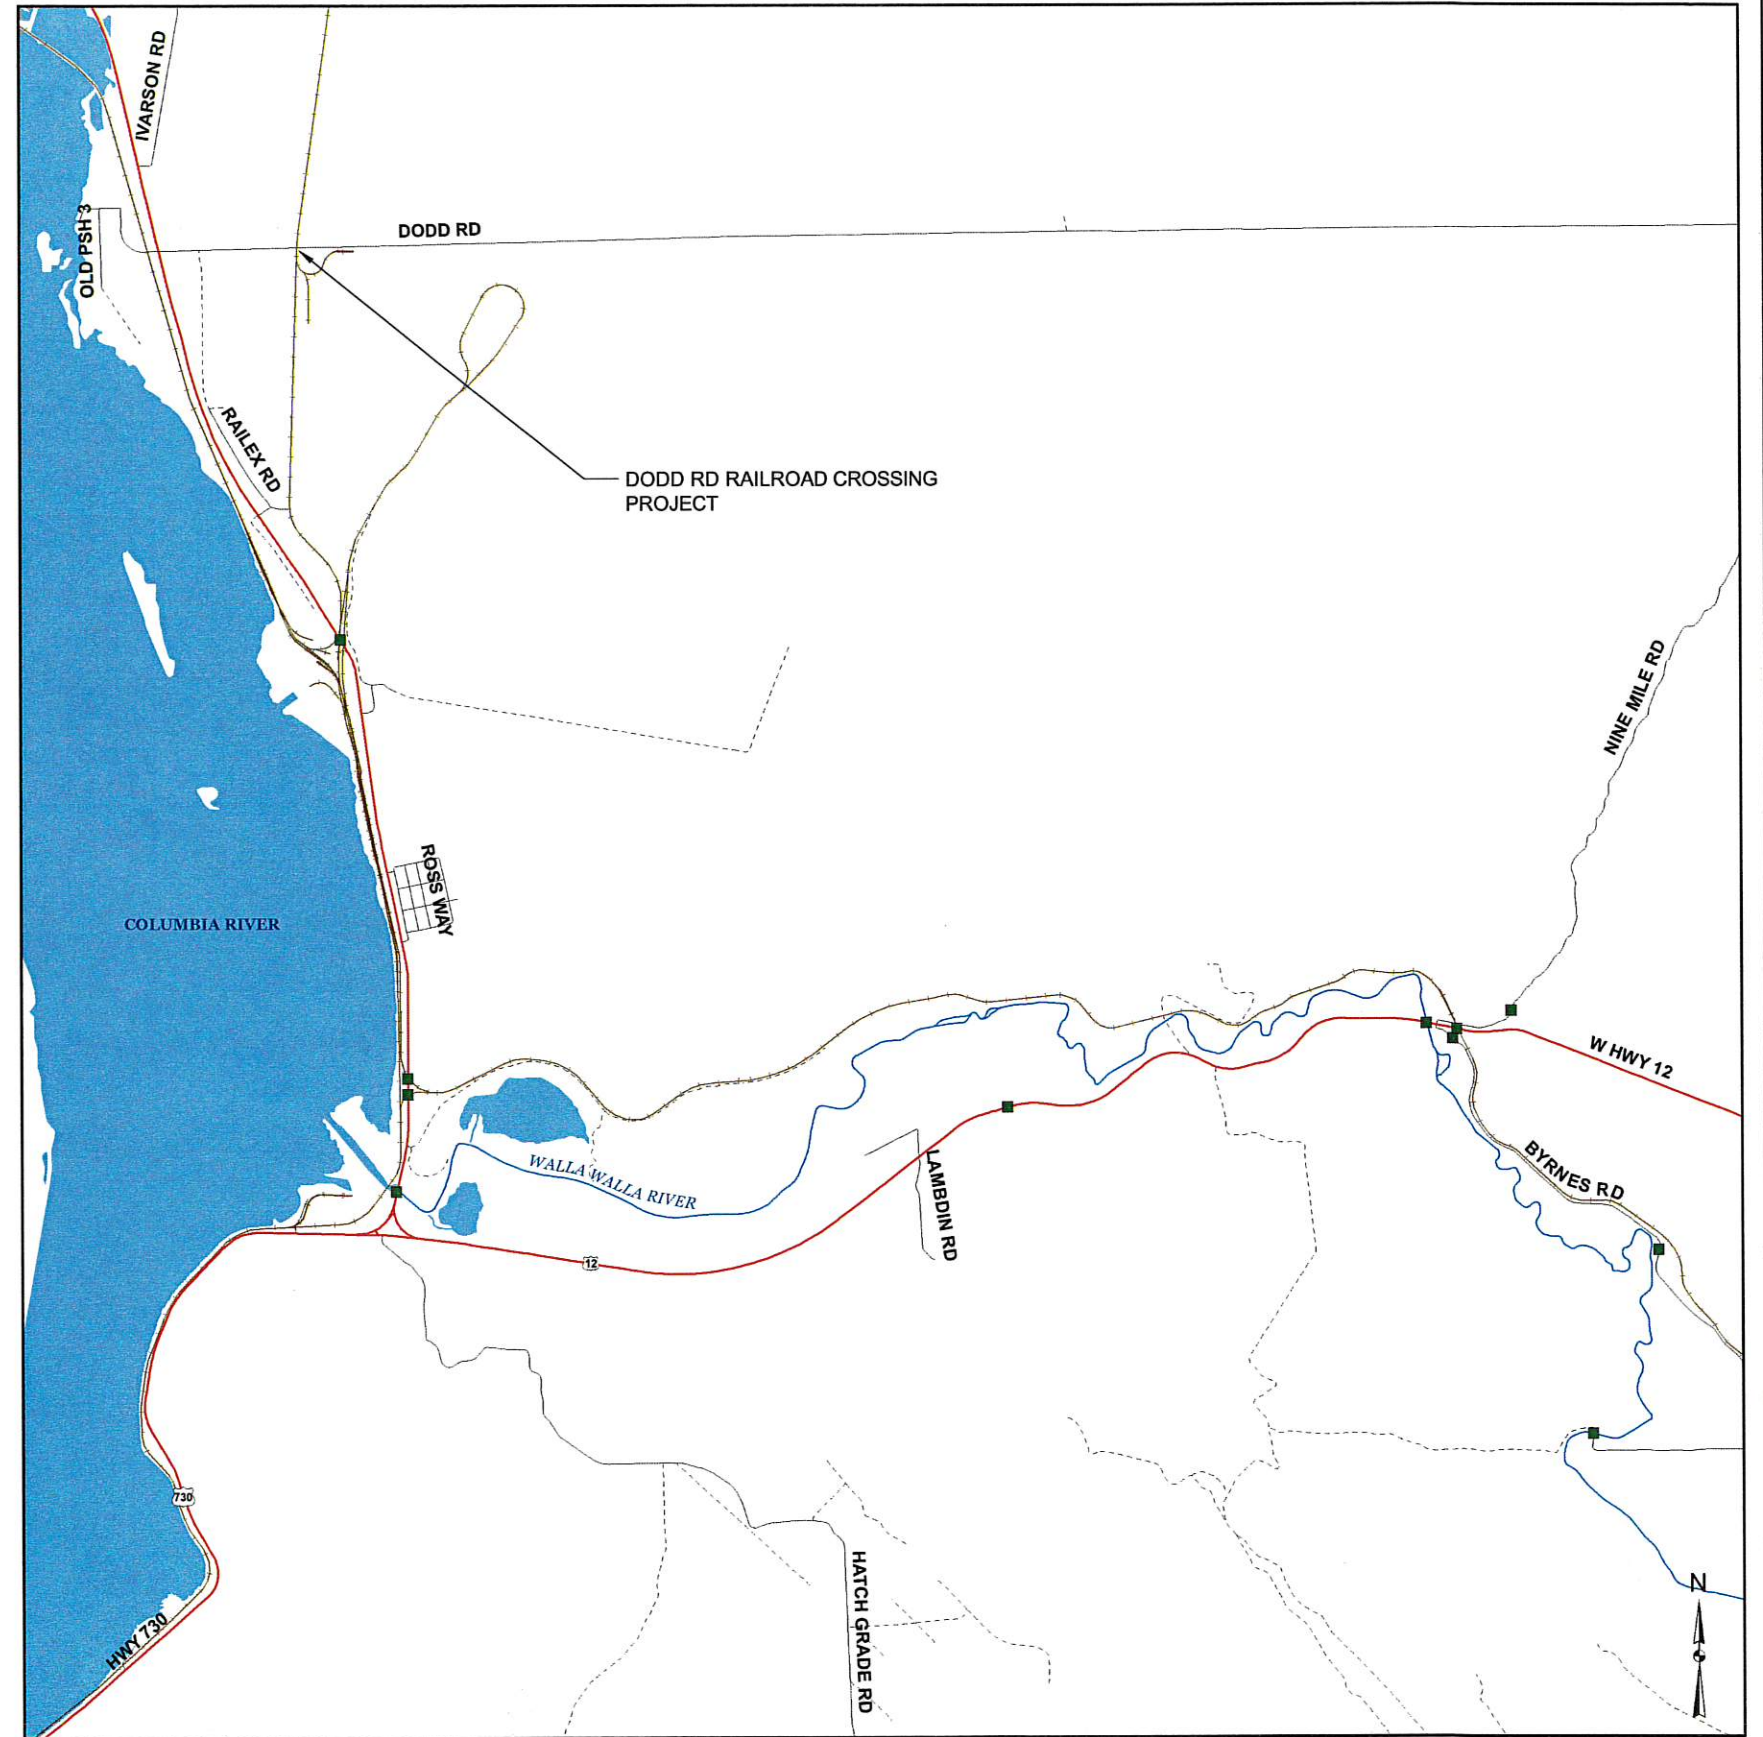 IVARSON RD
OLD PSH 3
DODD RD
RAILEX RD
DODD RD RAILROAD CROSSING
PROJECT
NINE MILE RD
ROSS WAY
COLUMBIA RIVER
W HWY 12
WALLA WALLA RIVER
LAMBDIN RD
BYRNES RD
12
730
HWY 730
HATCH GRADE RD
N